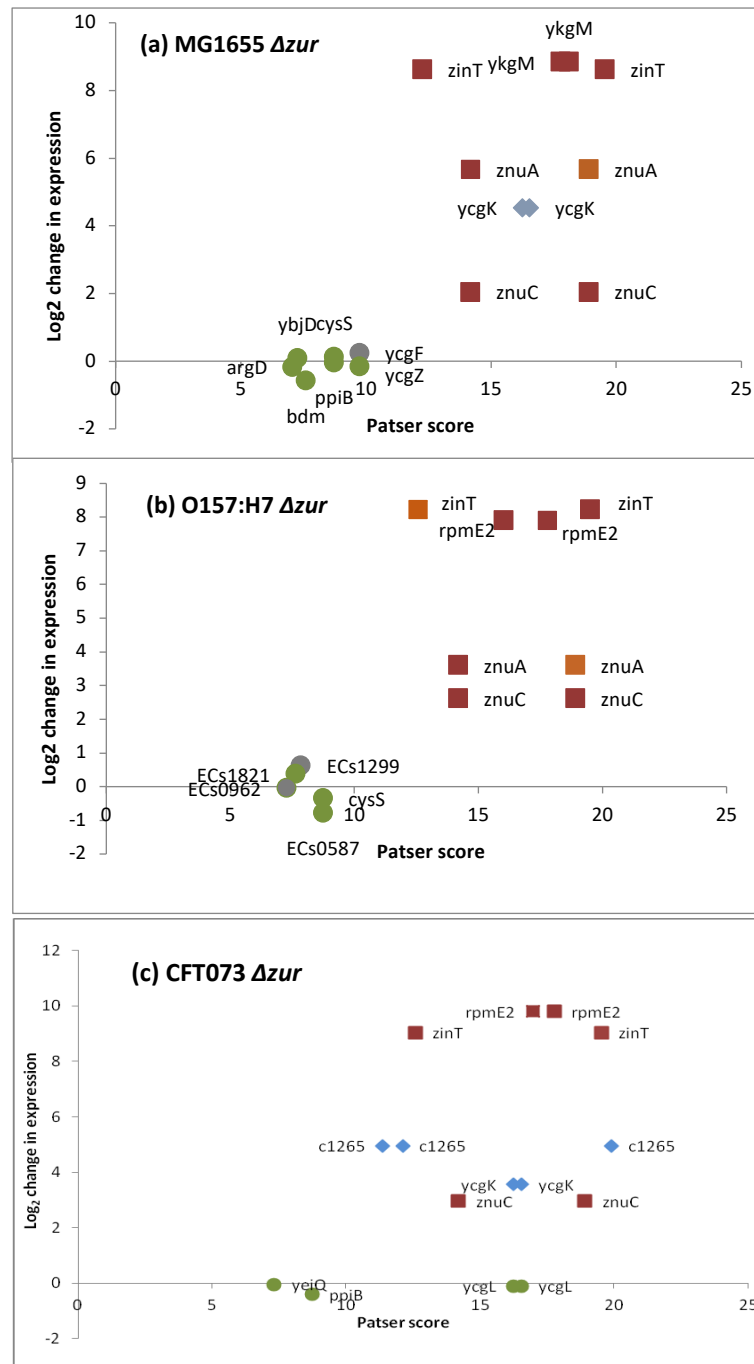 (a) MG1655 Δzur
Log2 change in expression
10
8
6
4
2
0
-2
0
5
10
15
20
25
Patser score
ykgM
ykgM
zinT
zinT
znuA
znuA
ycgK
ycgK
znuC
znuC
ybjD
cysS
argD
ycgF
ycgZ
ppiB
bdm
(b) O157:H7 Δzur
Log2 change in expression
9
8
7
6
5
4
3
2
1
0
-1
-2
0
5
10
15
20
25
Patser score
zinT
zinT
rpmE2
rpmE2
znuA
znuA
znuC
znuC
ECs1299
ECs1821
ECs0962
cysS
ECs0587
(c) CFT073 Δzur
Log₂ change in expression
12
10
8
6
4
2
0
-2
0
5
10
15
20
25
Patser score
rpmE2
rpmE2
zinT
zinT
c1265
c1265
c1265
ycgK
ycgK
znuC
znuC
yeiQ
ppiB
ycgL
ycgL